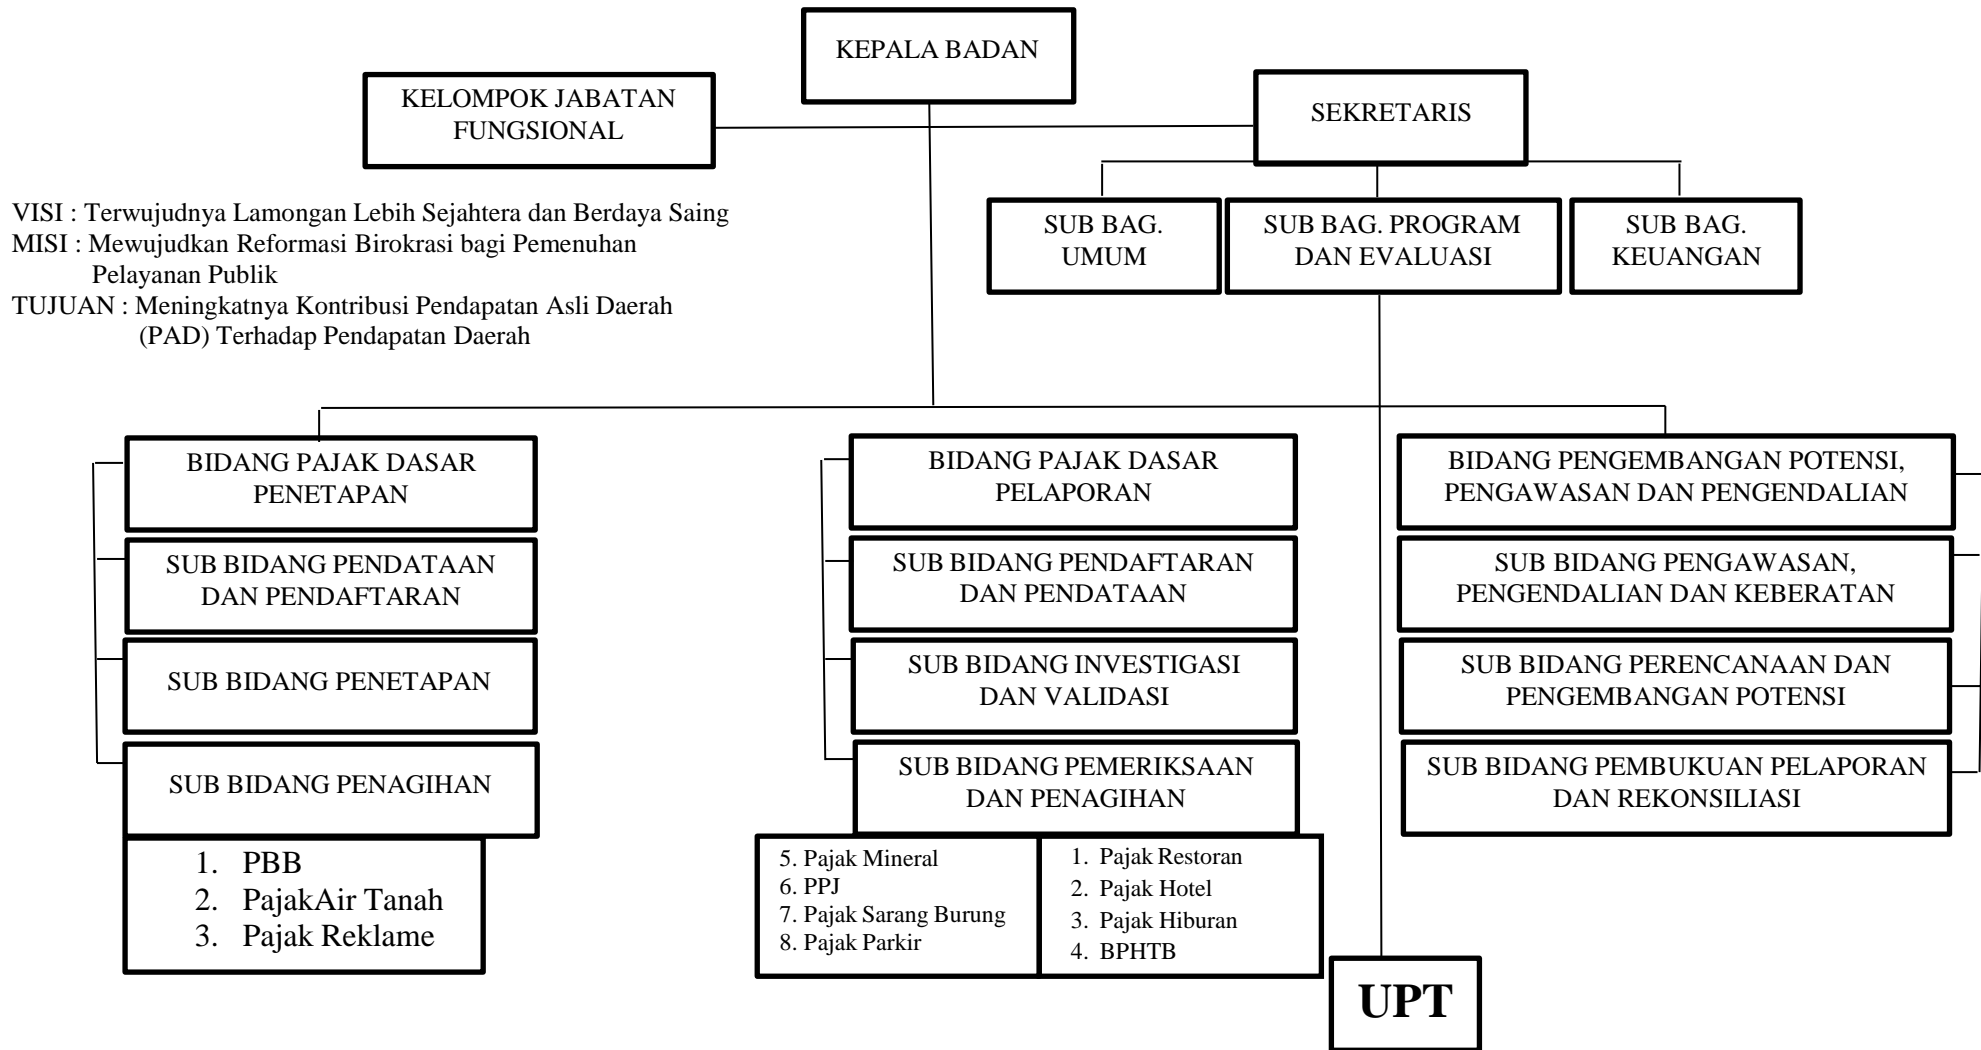 KEPALA BADAN
KELOMPOK JABATAN
FUNGSIONAL
SEKRETARIS
VISI : Terwujudnya Lamongan Lebih Sejahtera dan Berdaya Saing
MISI : Mewujudkan Reformasi Birokrasi bagi Pemenuhan
Pelayanan Publik
TUJUAN : Meningkatnya Kontribusi Pendapatan Asli Daerah
(PAD) Terhadap Pendapatan Daerah
SUB BAG.
UMUM
SUB BAG. PROGRAM
DAN EVALUASI
SUB BAG.
KEUANGAN
BIDANG PAJAK DASAR
PENETAPAN
SUB BIDANG PENDATAAN
DAN PENDAFTARAN
SUB BIDANG PENETAPAN
SUB BIDANG PENAGIHAN
1. PBB
2. PajakAir Tanah
3. Pajak Reklame
BIDANG PAJAK DASAR
PELAPORAN
SUB BIDANG PENDAFTARAN
DAN PENDATAAN
SUB BIDANG INVESTIGASI
DAN VALIDASI
SUB BIDANG PEMERIKSAAN
DAN PENAGIHAN
5. Pajak Mineral
6. PPJ
7. Pajak Sarang Burung
8. Pajak Parkir
1. Pajak Restoran
2. Pajak Hotel
3. Pajak Hiburan
4. BPHTB
BIDANG PENGEMBANGAN POTENSI,
PENGAWASAN DAN PENGENDALIAN
SUB BIDANG PENGAWASAN,
PENGENDALIAN DAN KEBERATAN
SUB BIDANG PERENCANAAN DAN
PENGEMBANGAN POTENSI
SUB BIDANG PEMBUKUAN PELAPORAN
DAN REKONSILIASI
UPT